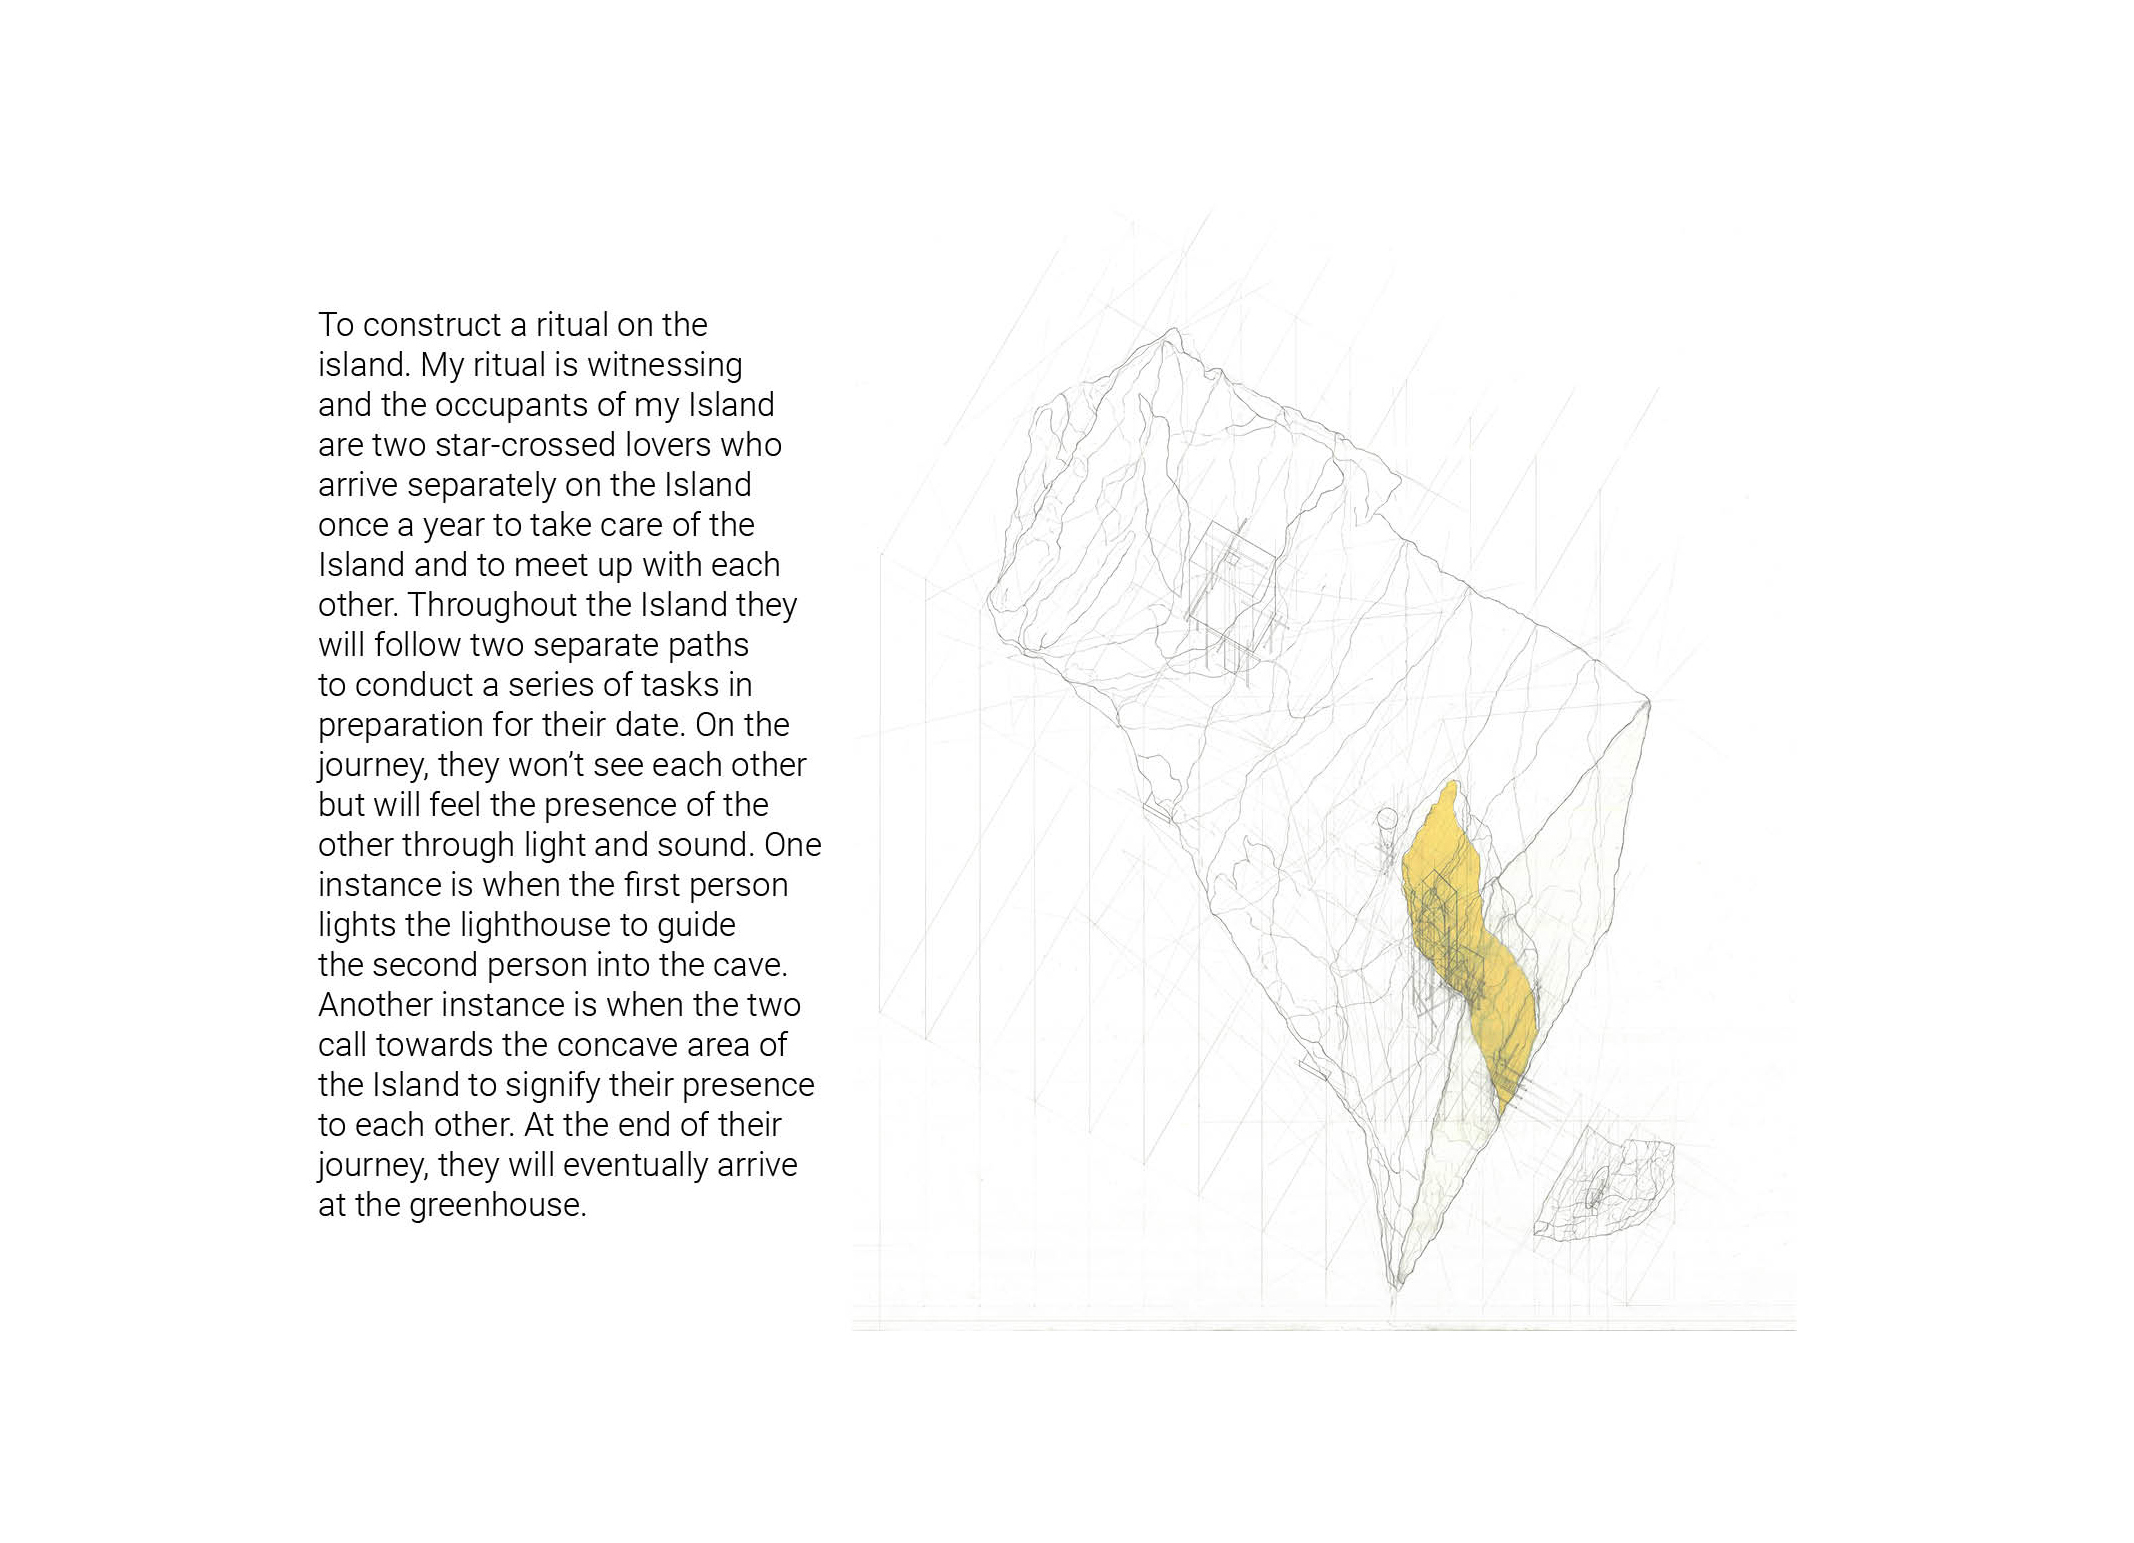 To construct a ritual on the
island. My ritual is witnessing
and the occupants of my Island
are two star-crossed lovers who
arrive separately on the Island
once a year to take care of the
Island and to meet up with each
other. Throughout the Island they
will follow two separate paths
to conduct a series of tasks in
preparation for their date. On the
journey, they won’t see each other
but will feel the presence of the
other through light and sound. One
instance is when the first person
lights the lighthouse to guide
the second person into the cave.
Another instance is when the two
call towards the concave area of
the Island to signify their presence
to each other. At the end of their
journey, they will eventually arrive
at the greenhouse.